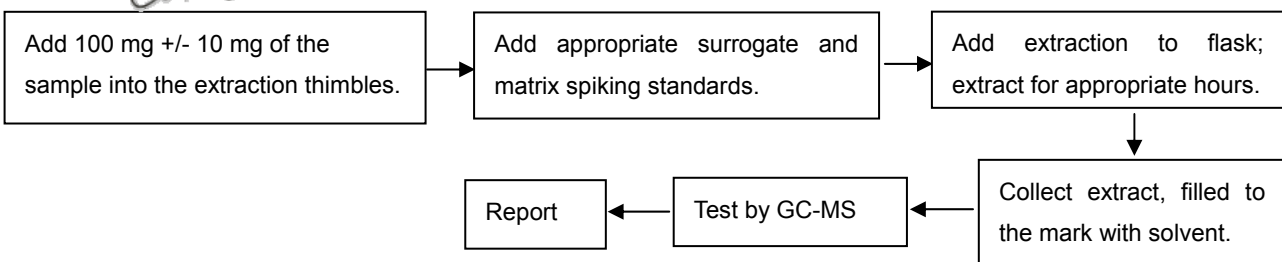 Add 100 mg +/- 10 mg of the
sample into the extraction thimbles.
Add appropriate surrogate and
matrix spiking standards.
Add extraction to flask;
extract for appropriate hours.
Collect extract, filled to
the mark with solvent.
Test by GC-MS
Report